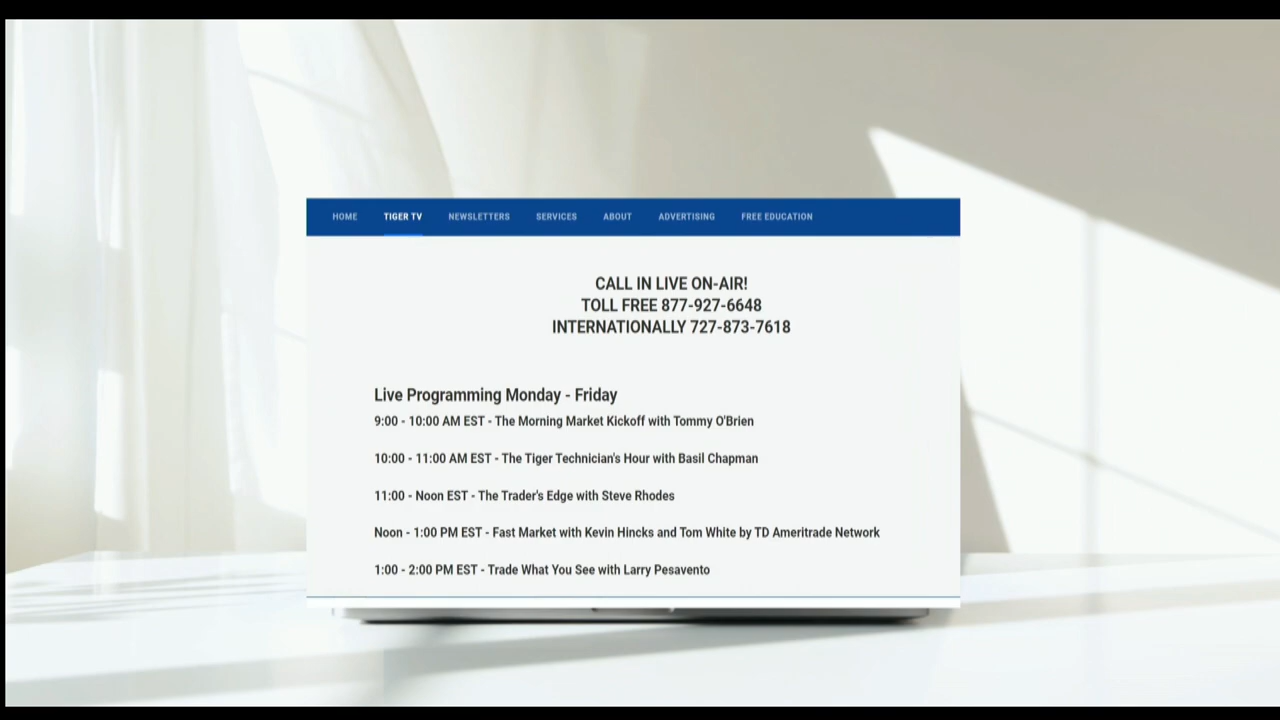 HOME TIGER TV NEWSLETTERS SERVICES ABOUT ADVERTISING FREE EDUCATION
CALL IN LIVE ON-AIR!
TOLL FREE 877-927-6648
INTERNATIONALLY 727-873-7618
Live Programming Monday - Friday
9:00 - 10:00 AM EST - The Morning Market Kickoff with Tommy O'Brien
10:00 - 11:00 AM EST - The Tiger Technician's Hour with Basil Chapman
11:00 - Noon EST - The Trader's Edge with Steve Rhodes
Noon - 1:00 PM EST - Fast Market with Kevin Hincks and Tom White by TD Ameritrade Network
1:00 - 2:00 PM EST - Trade What You See with Larry Pesavento